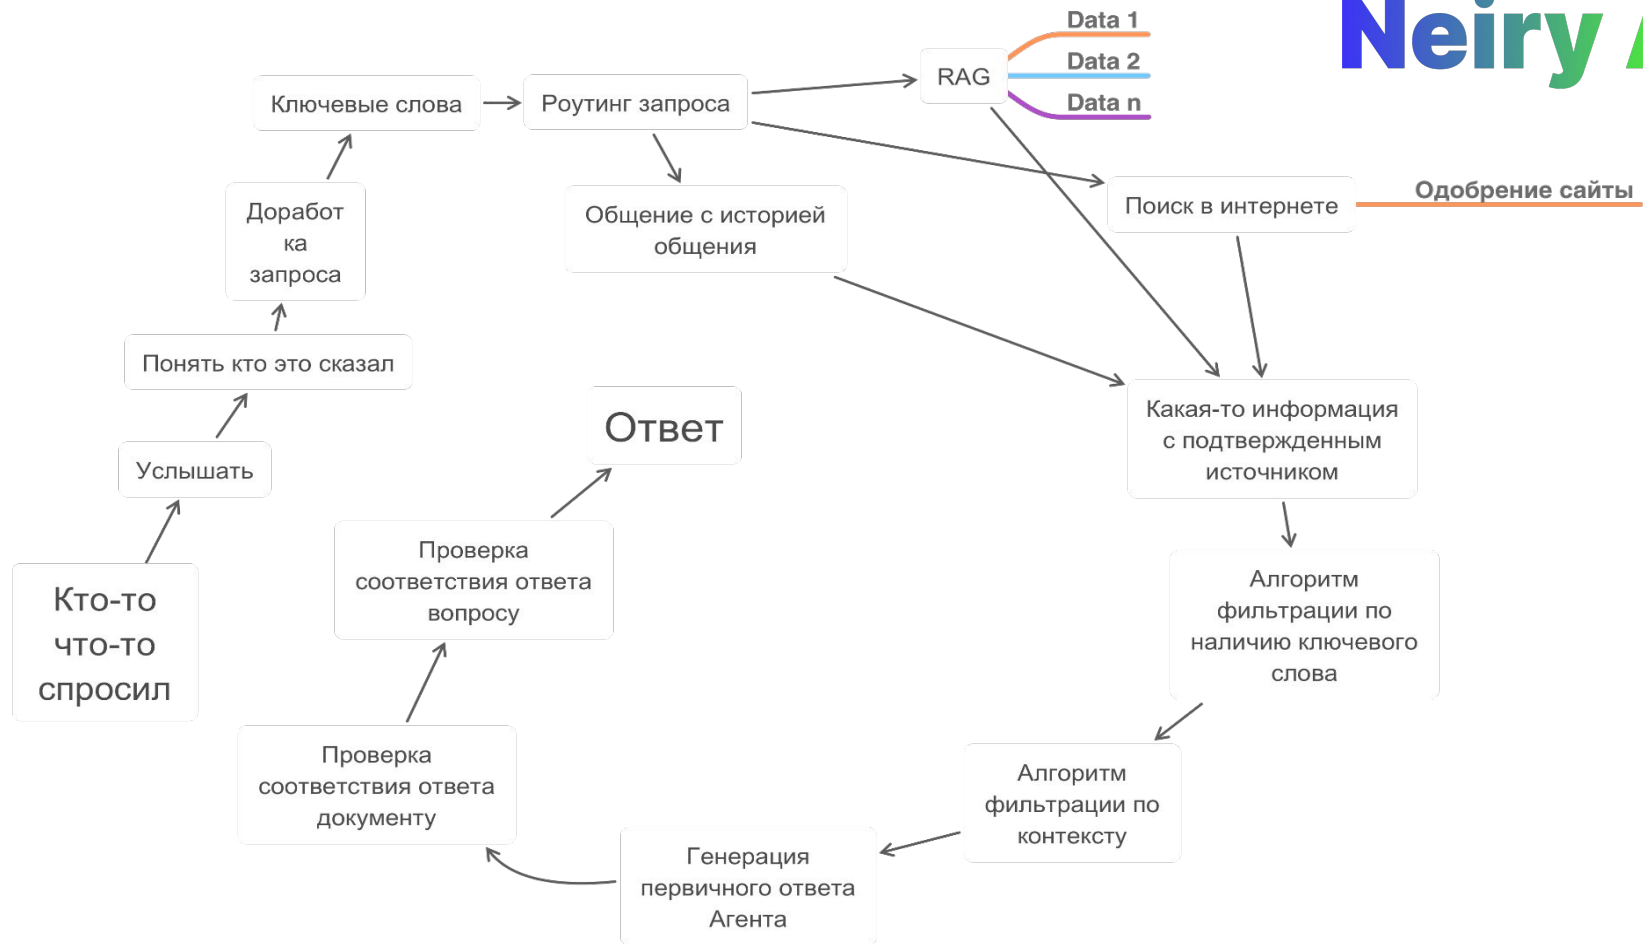 Neiry
Data 1
Data 2
Data n
RAG
Ключевые слова
Роутинг запроса
Поиск в интернете
Одобрение сайты
Общение с историей
общения
Доработ
ка
запроса
Понять кто это сказал
Услышать
Кто-то
что-то
спросил
Ответ
Какая-то информация
с подтвержденным
источником
Алгоритм
фильтрации по
наличию ключевого
слова
Алгоритм
фильтрации по
контексту
Генерация
первичного ответа
Агента
Проверка
соответствия ответа
документу
Проверка
соответствия ответа
вопросу